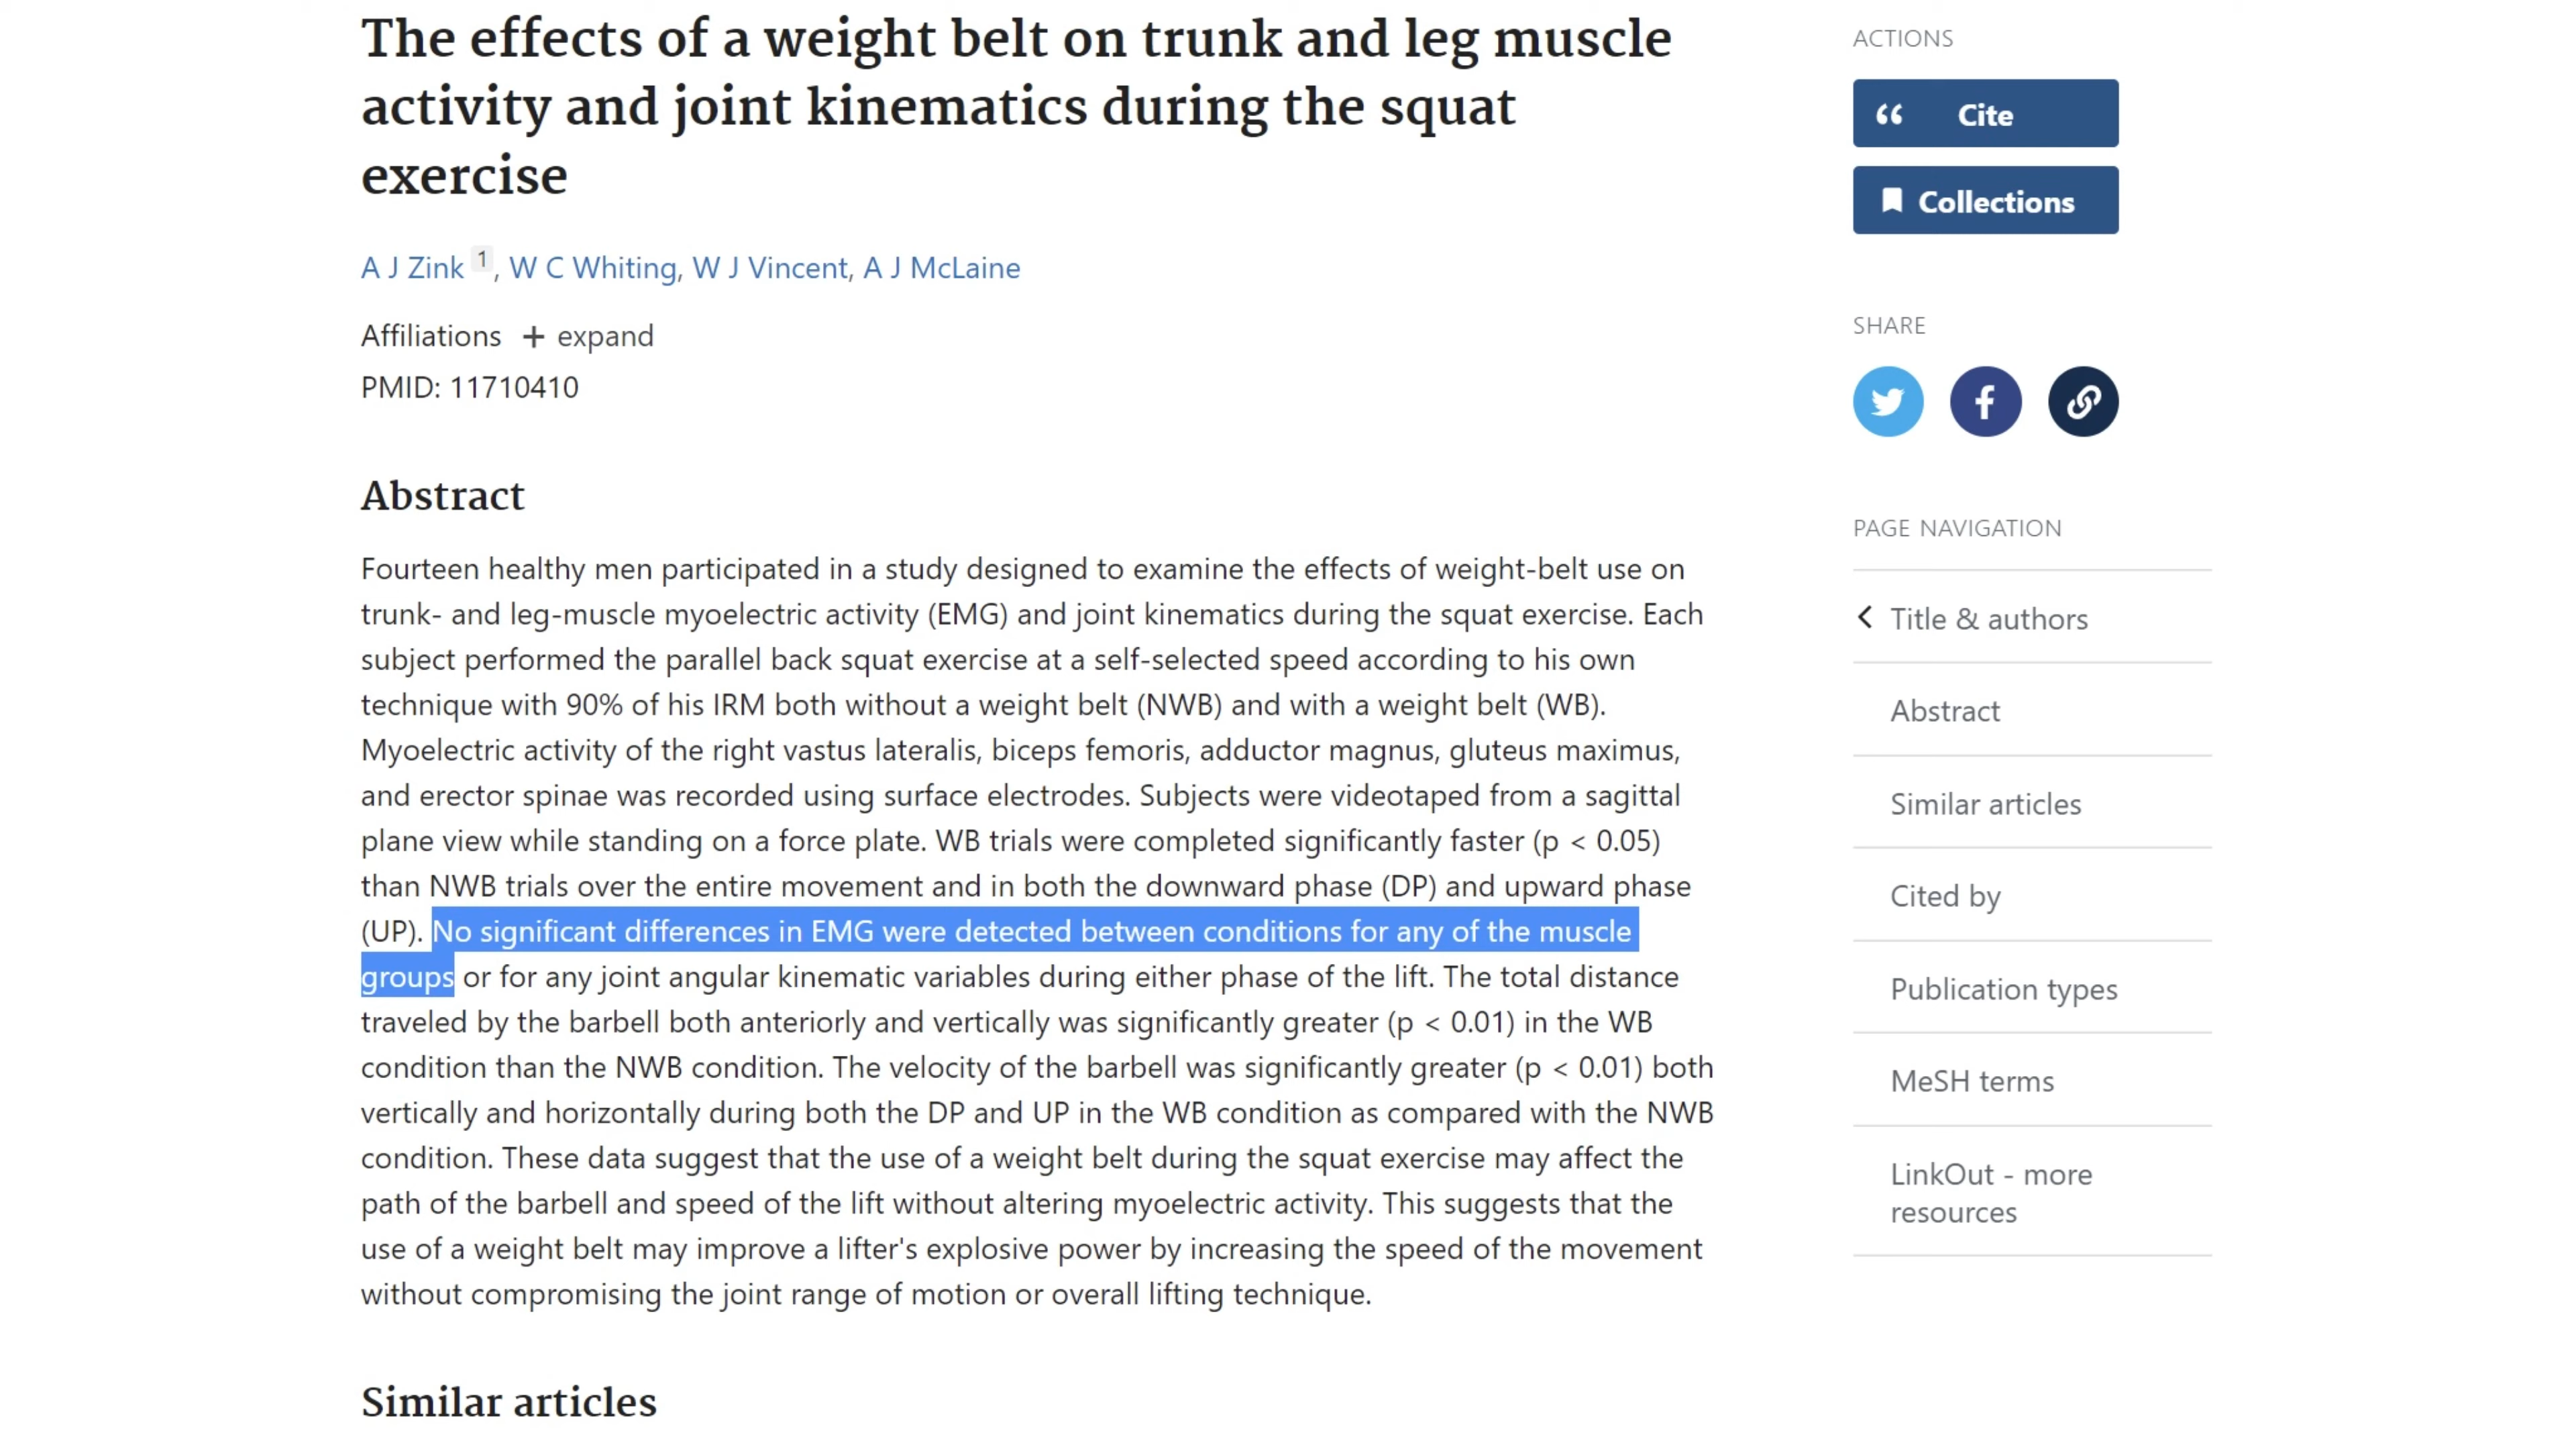 The effects of a weight belt on trunk and leg muscle
activity and joint kinematics during the squat
exercise
A J Zink 1, W C Whiting, W J Vincent, A J McLaine
Affiliations + expand
PMID: 11710410
Abstract
Fourteen healthy men participated in a study designed to examine the effects of weight-belt use on
trunk- and leg-muscle myoelectric activity (EMG) and joint kinematics during the squat exercise. Each
subject performed the parallel back squat exercise at a self-selected speed according to his own
technique with 90% of his IRM both without a weight belt (NWB) and with a weight belt (WB).
Myoelectric activity of the right vastus lateralis, biceps femoris, adductor magnus, gluteus maximus,
and erector spinae was recorded using surface electrodes. Subjects were videotaped from a sagittal
plane view while standing on a force plate. WB trials were completed significantly faster (p < 0.05)
than NWB trials over the entire movement and in both the downward phase (DP) and upward phase
(UP). No significant differences in EMG were detected between conditions for any of the muscle
groups or for any joint angular kinematic variables during either phase of the lift. The total distance
traveled by the barbell both anteriorly and vertically was significantly greater (p < 0.01) in the WB
condition than the NWB condition. The velocity of the barbell was significantly greater (p < 0.01) both
vertically and horizontally during both the DP and UP in the WB condition as compared with the NWB
condition. These data suggest that the use of a weight belt during the squat exercise may affect the
path of the barbell and speed of the lift without altering myoelectric activity. This suggests that the
use of a weight belt may improve a lifter's explosive power by increasing the speed of the movement
without compromising the joint range of motion or overall lifting technique.
Similar articles
ACTIONS
Cite
Collections
SHARE
PAGE NAVIGATION
Title & authors
Abstract
Similar articles
Cited by
Publication types
MeSH terms
LinkOut - more
resources